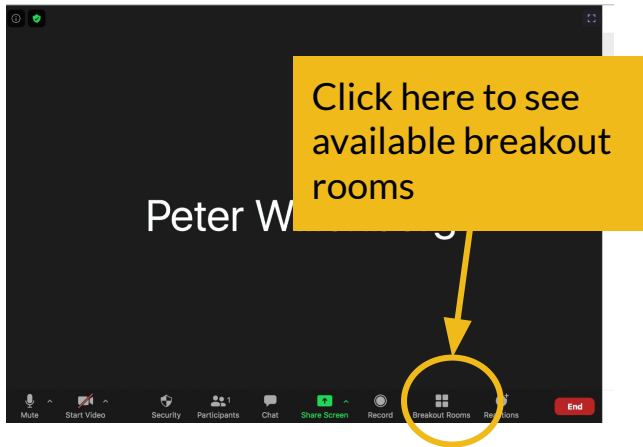 Click here to see
available breakout
rooms
Peter
1
Mute
Start Video
Security
Participants
Chat
Share Screen
Record
Breakout Rooms
Reactions
End